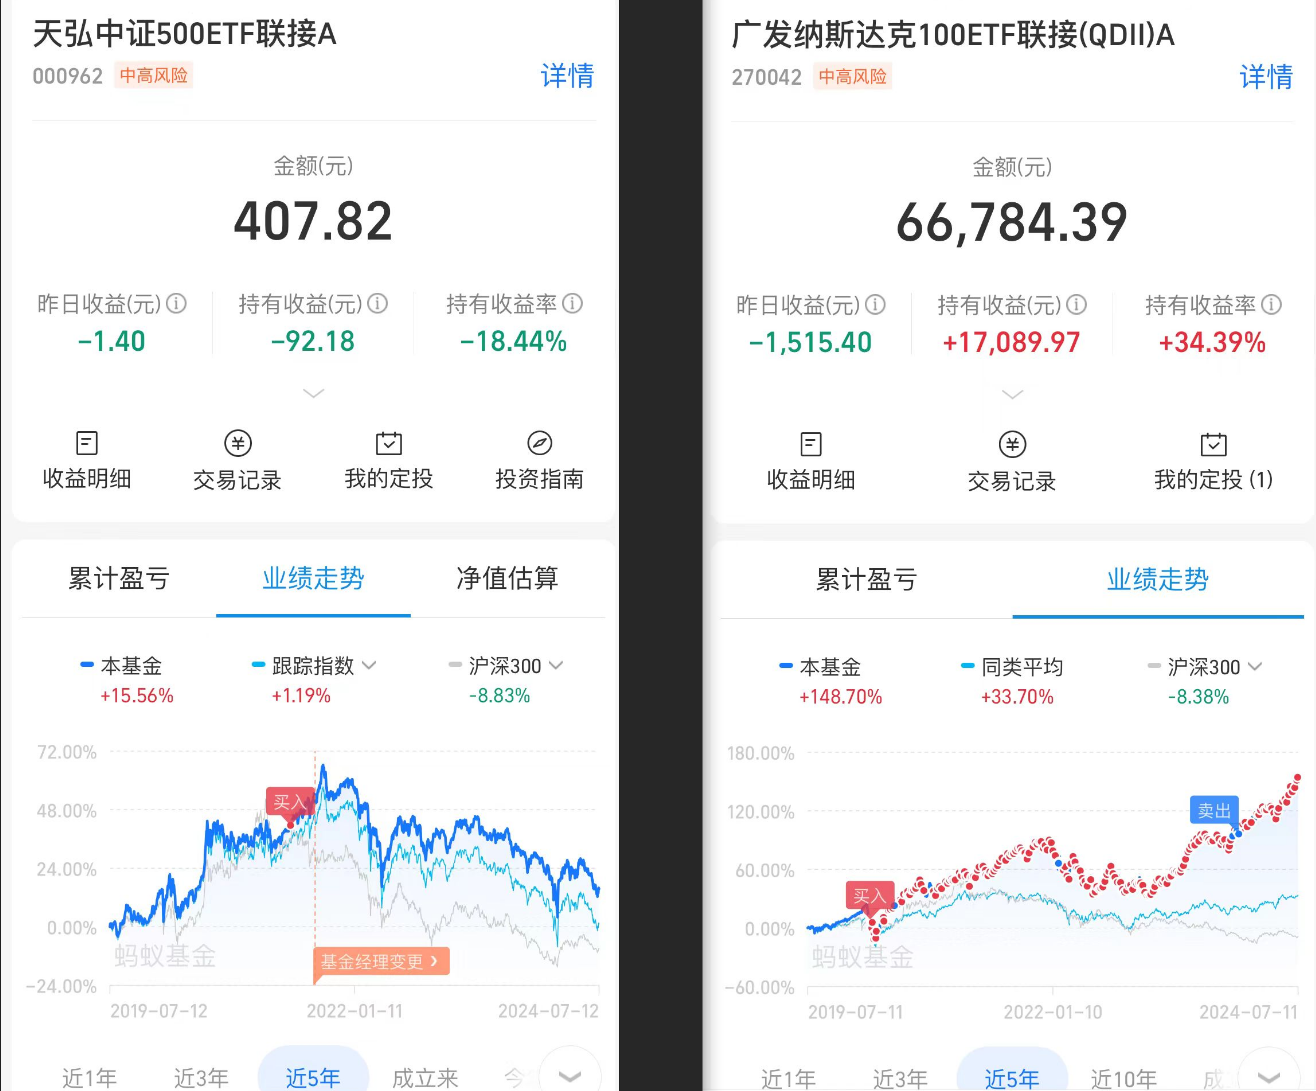 天弘中证500ETF联接A
000962 中高风险 详情
金额(元)
407.82
昨日收益(元) 持有收益(元) 持有收益率
-1.40 -92.18 -18.44%
收益明细 交易记录 我的定投 投资指南
累计盈亏 业绩走势 净值估算
本基金 跟踪指数 沪深300
+15.56% +1.19% -8.83%
72.00%
48.00%
24.00%
0.00%
-24.00%
买入
蚂蚁基金
基金经理变更 >
2019-07-12 2022-01-11 2024-07-12
近1年 近3年 近5年 成立来 今
广发纳斯达克100ETF联接(QDII)A
270042 中高风险 详情
金额(元)
66,784.39
昨日收益(元) 持有收益(元) 持有收益率
-1,515.40 +17,089.97 +34.39%
收益明细 交易记录 我的定投 (1)
累计盈亏 业绩走势
本基金 同类平均 沪深300
+148.70% +33.70% -8.38%
180.00%
120.00%
60.00%
0.00%
-60.00%
卖出
买入
蚂蚁基金
2019-07-11 2022-01-10 2024-07-11
近1年 近3年 近5年 近10年 成